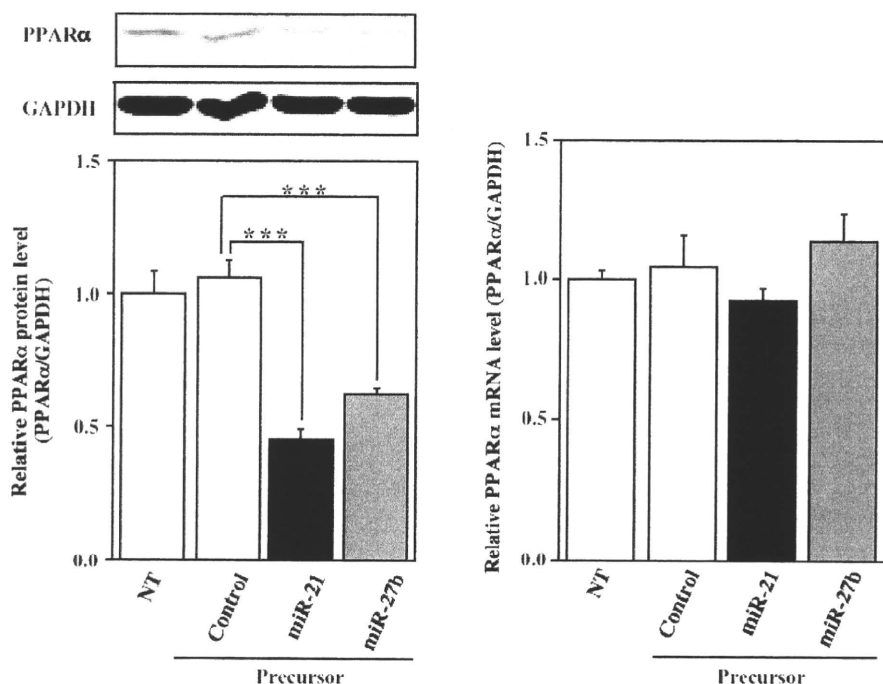 PPARα
GAPDH
Relative PPARα protein level
(PPARα/GAPDH)
1.5
1.0
0.5
0.0
***
***
NT
Control
miR-21
miR-27b
Precursor
Relative PPARα mRNA level (PPARα/GAPDH)
1.5
1.0
0.5
0.0
NT
Control
miR-21
miR-27b
Precursor